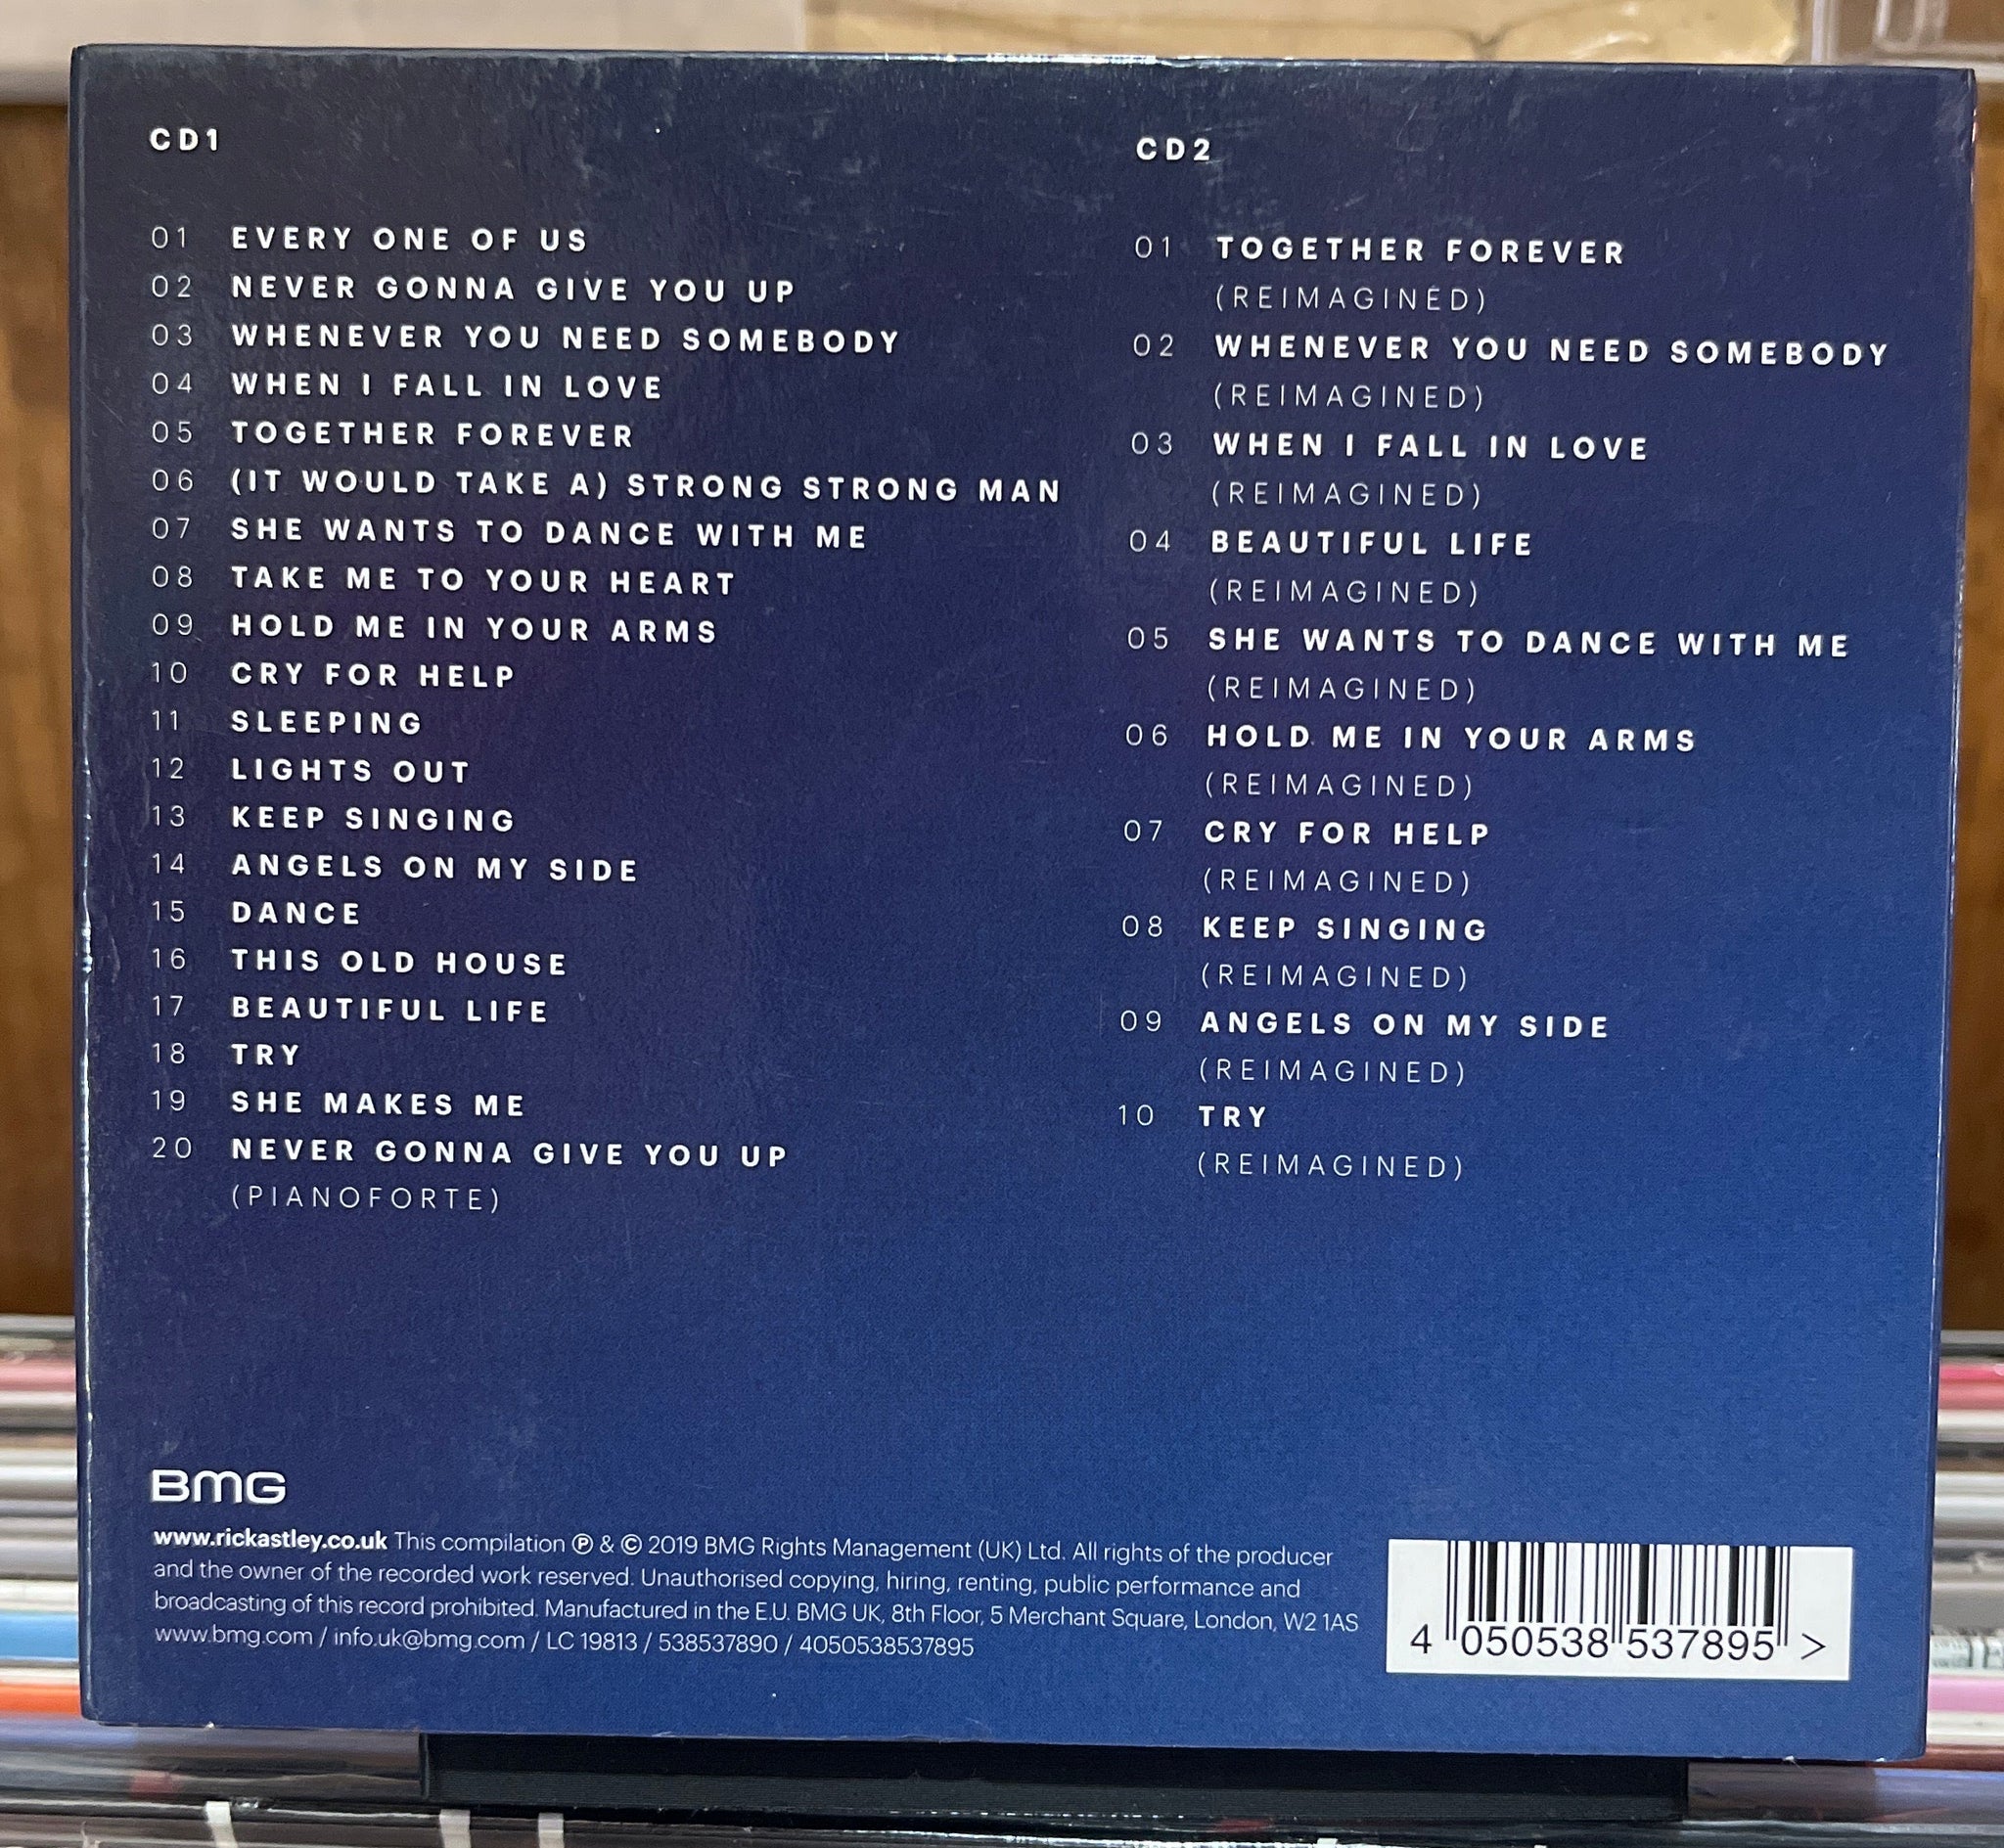 CD1
01 EVERY ONE OF US
02 NEVER GONNA GIVE YOU UP
03 WHENEVER YOU NEED SOMEBODY
04 WHEN I FALL IN LOVE
05 TOGETHER FOREVER
06 (IT WOULD TAKE A) STRONG STRONG MAN
07 SHE WANTS TO DANCE WITH ME
08 TAKE ME TO YOUR HEART
09 HOLD ME IN YOUR ARMS
10 CRY FOR HELP
11 SLEEPING
12 LIGHTS OUT
13 KEEP SINGING
14 ANGELS ON MY SIDE
15 DANCE
16 THIS OLD HOUSE
17 BEAUTIFUL LIFE
18 TRY
19 SHE MAKES ME
20 NEVER GONNA GIVE YOU UP
(PIANOFORTE)
CD2
01 TOGETHER FOREVER
(REIMAGINED)
02 WHENEVER YOU NEED SOMEBODY
(REIMAGINED)
03 WHEN I FALL IN LOVE
(REIMAGINED)
04 BEAUTIFUL LIFE
(REIMAGINED)
05 SHE WANTS TO DANCE WITH ME
(REIMAGINED)
06 HOLD ME IN YOUR ARMS
(REIMAGINED)
07 CRY FOR HELP
(REIMAGINED)
08 KEEP SINGING
(REIMAGINED)
09 ANGELS ON MY SIDE
(REIMAGINED)
10 TRY
(REIMAGINED)
BMG
www.rickastley.co.uk This compilation ℗ & © 2019 BMG Rights Management (UK) Ltd. All rights of the producer
and the owner of the recorded work reserved. Unauthorised copying, hiring, renting, public performance and
broadcasting of this record prohibited. Manufactured in the E.U. BMG UK, 8th Floor, 5 Merchant Square, London, W2 1AS
www.bmg.com / info.uk@bmg.com / LC 19813 / 538537890 / 4050538537895
4 050538 537895 >